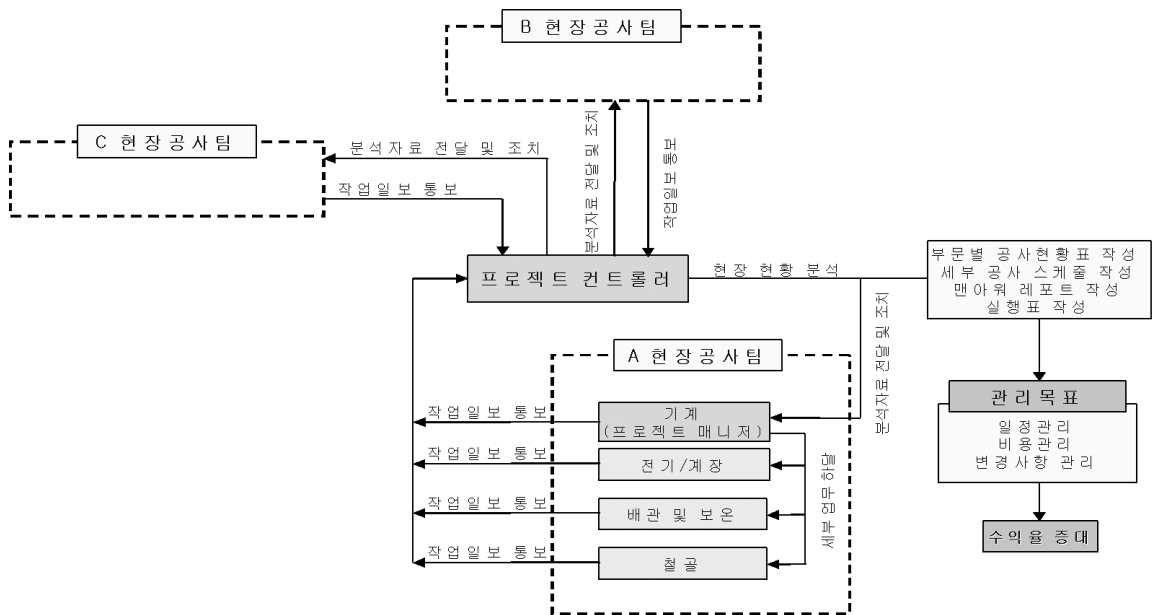 B 현장공사팀
C 현장공사팀
분석자료 전달 및 조치
작업일보 통보
분석자료 전달 및 조치
작업일보 통보
프로젝트 컨트롤러
현장 현황 분석
부문별 공사현황표 작성
세부 공사 스케줄 작성
맨아워 레포트 작성
실행표 작성
분석자료 전달 및 조치
A 현장공사팀
작업일보 통보
기계
(프로젝트 매니저)
작업일보 통보
전기/계장
작업일보 통보
배관 및 보온
작업일보 통보
철골
세부업무하달
관리목표
일정관리
비용관리
변경사항 관리
수익율 증대